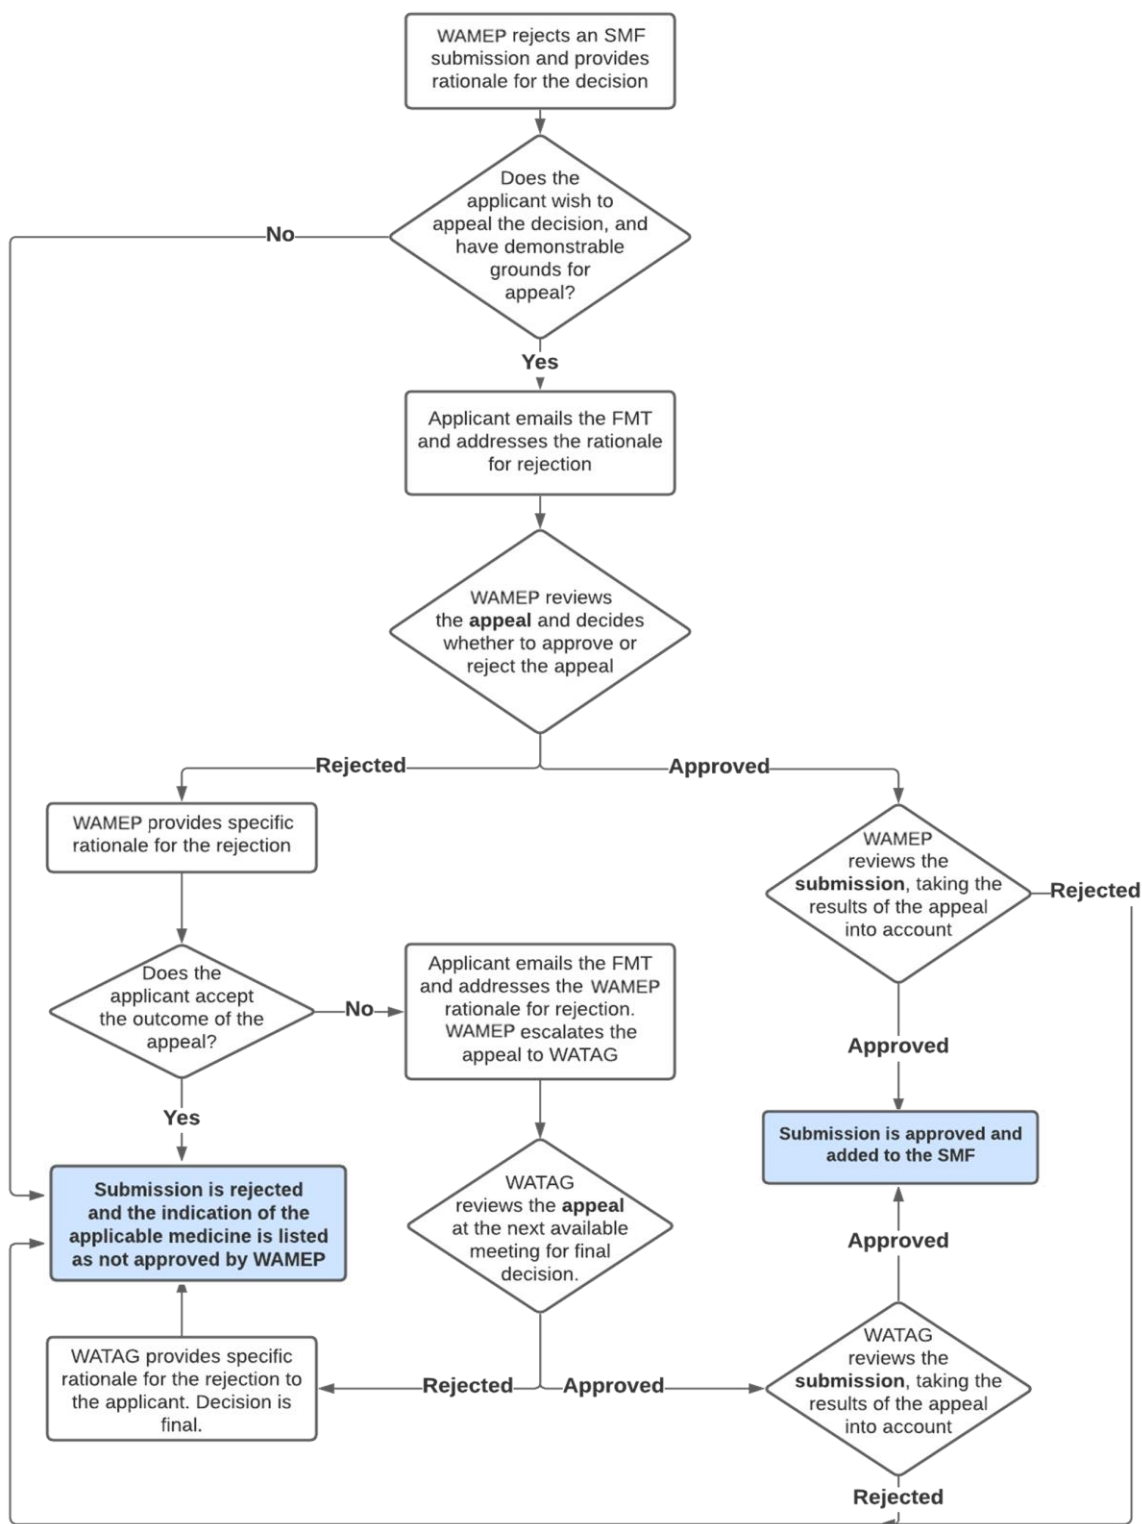 WAMEP rejects an SMF
submission and provides
rationale for the decision
Does the
applicant wish to
appeal the decision, and
have demonstrable
grounds for
appeal?
No
Yes
Applicant emails the FMT
and addresses the rationale
for rejection
WAMEP reviews
the appeal and decides
whether to approve or
reject the appeal
Rejected
Approved
WAMEP provides specific
rationale for the rejection
WAMEP
reviews the
submission, taking the
results of the appeal
into account
Rejected
Does the
applicant accept
the outcome of the
appeal?
No
Applicant emails the FMT
and addresses the WAMEP
rationale for rejection.
WAMEP escalates the
appeal to WATAG
Approved
Yes
Submission is approved and
added to the SMF
Submission is rejected
and the indication of the
applicable medicine is listed
as not approved by WAMEP
WATAG
reviews the appeal
at the next available
meeting for final
decision.
Approved
WATAG provides specific
rationale for the rejection to
the applicant. Decision is
final.
Rejected
Approved
WATAG
reviews the
submission, taking the
results of the appeal
into account
Rejected